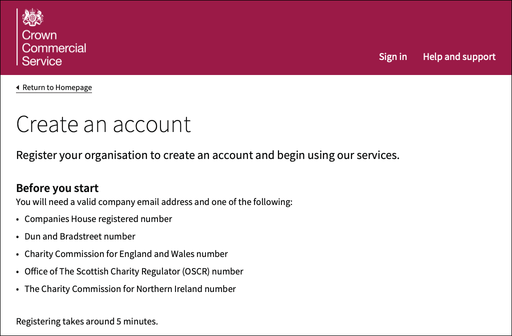 Crown
Commercial
Service
Sign in Help and support
Return to Homepage
Create an account
Register your organisation to create an account and begin using our services.
Before you start
You will need a valid company email address and one of the following:
• Companies House registered number
• Dun and Bradstreet number
• Charity Commission for England and Wales number
• Office of The Scottish Charity Regulator (OSCR) number
• The Charity Commission for Northern Ireland number
Registering takes around 5 minutes.